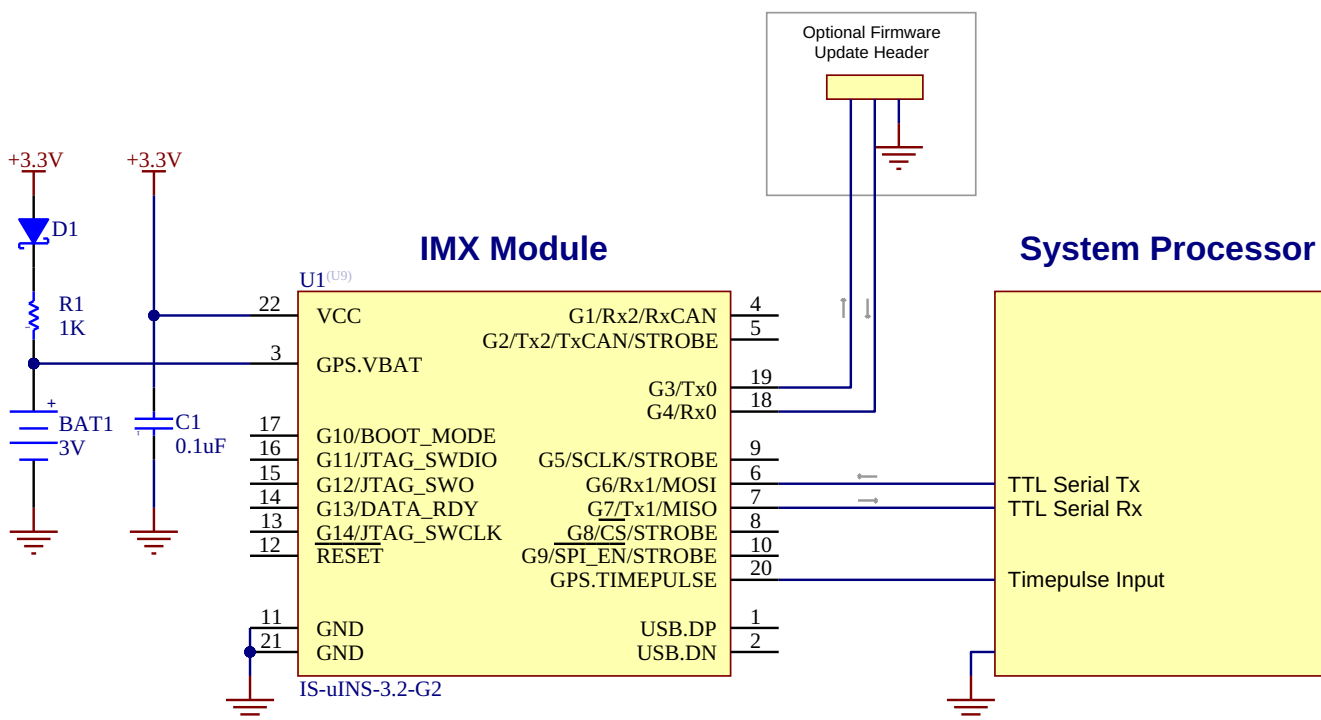 Optional Firmware
Update Header
+3.3V
+3.3V
D1
IMX Module
System Processor
U1(U9)
R1
1K
22
VCC
3
GPS.VBAT
BAT1
3V
+
C1
0.1uF
17
G10/BOOT_MODE
16
G11/JTAG_SWDIO
15
G12/JTAG_SWO
14
G13/DATA_RDY
13
G14/JTAG_SWCLK
12
RESET
11
GND
21
GND
G1/Rx2/RxCAN
4
G2/Tx2/TxCAN/STROBE
5
G3/Tx0
19
G4/Rx0
18
G5/SCLK/STROBE
9
G6/Rx1/MOSI
6
G7/Tx1/MISO
7
G8/CS/STROBE
8
G9/SPI_EN/STROBE
10
GPS.TIMEPULSE
20
USB.DP
1
USB.DN
2
TTL Serial Tx
TTL Serial Rx
Timepulse Input
IS-uINS-3.2-G2